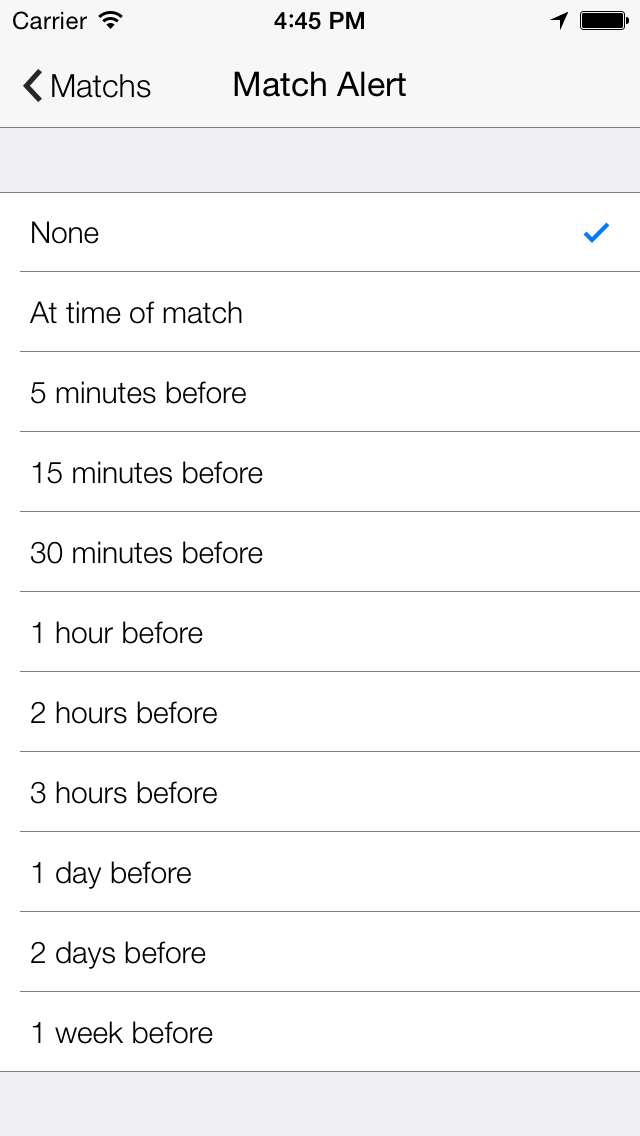 Carrier 4:45 PM
Matchs Match Alert
None
At time of match
5 minutes before
15 minutes before
30 minutes before
1 hour before
2 hours before
3 hours before
1 day before
2 days before
1 week before